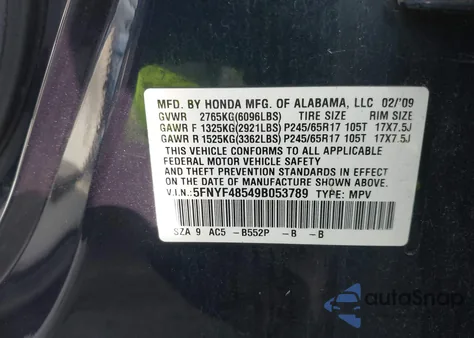 MFD. BY HONDA MFG. OF ALABAMA, LLC 02/'09
GVWR 2765KG(6096LBS) TIRE SIZE RIM SIZE
GAWR F 1325KG(2921LBS) P245/65R17 105T 17X7.5J
GAWR R 1525KG(3362LBS) P245/65R17 105T 17X7.5J
THIS VEHICLE CONFORMS TO ALL APPLICABLE
FEDERAL MOTOR VEHICLE SAFETY, BUMPER,
AND THEFT PREVENTION STANDARDS IN EFFECT
ON THE DATE OF MANUFACTURE SHOWN ABOVE.
V.I.N.: 5FNYF48549B053789 TYPE: MPV
SZA 9 AC5 -B552P -B -B
autoSnap